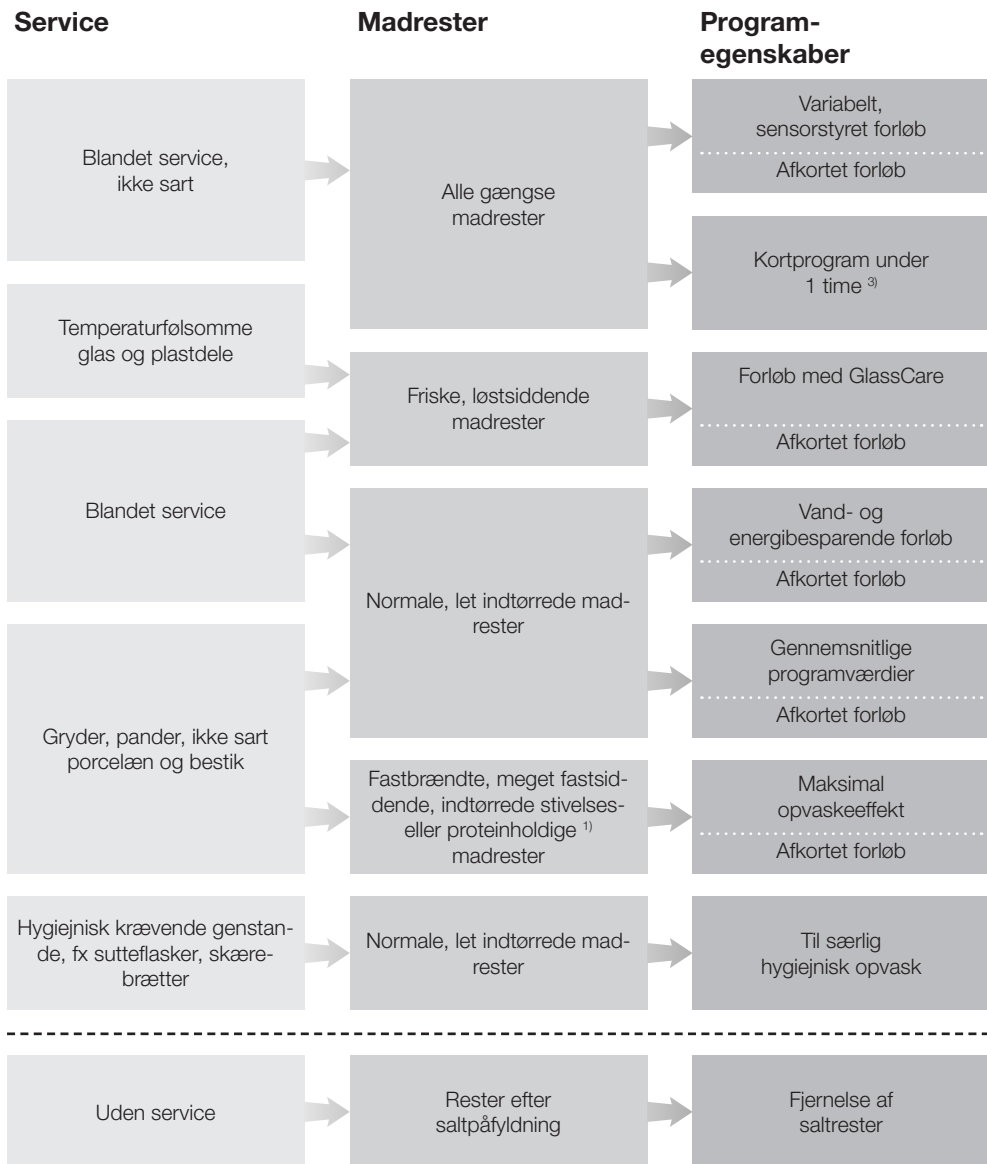 Service
Madrester
Program-
egenskaber
Blandet service,
ikke sart
Alle gængse
madrester
Variabelt,
sensorstyret forløb
Afkortet forløb
Kortprogram under
1 time 3)
Temperaturfølsomme
glas og plastdele
Friske, løstsiddende
madrester
Forløb med GlassCare
Afkortet forløb
Blandet service
Normale, let indtørrede mad-
rester
Vand- og
energibesparende forløb
Afkortet forløb
Gennemsnitlige
programværdier
Afkortet forløb
Gryder, pander, ikke sart
porcelæn og bestik
Fastbrændte, meget fastsid-
dende, indtørrede stivelses-
eller proteinholdige 1)
madrester
Maksimal
opvaskeeffekt
Afkortet forløb
Hygiejnisk krævende genstan-
de, fx sutteflasker, skære-
brætter
Normale, let indtørrede mad-
rester
Til særlig
hygiejnisk opvask
Uden service
Rester efter
saltpåfyldning
Fjernelse af
saltrester